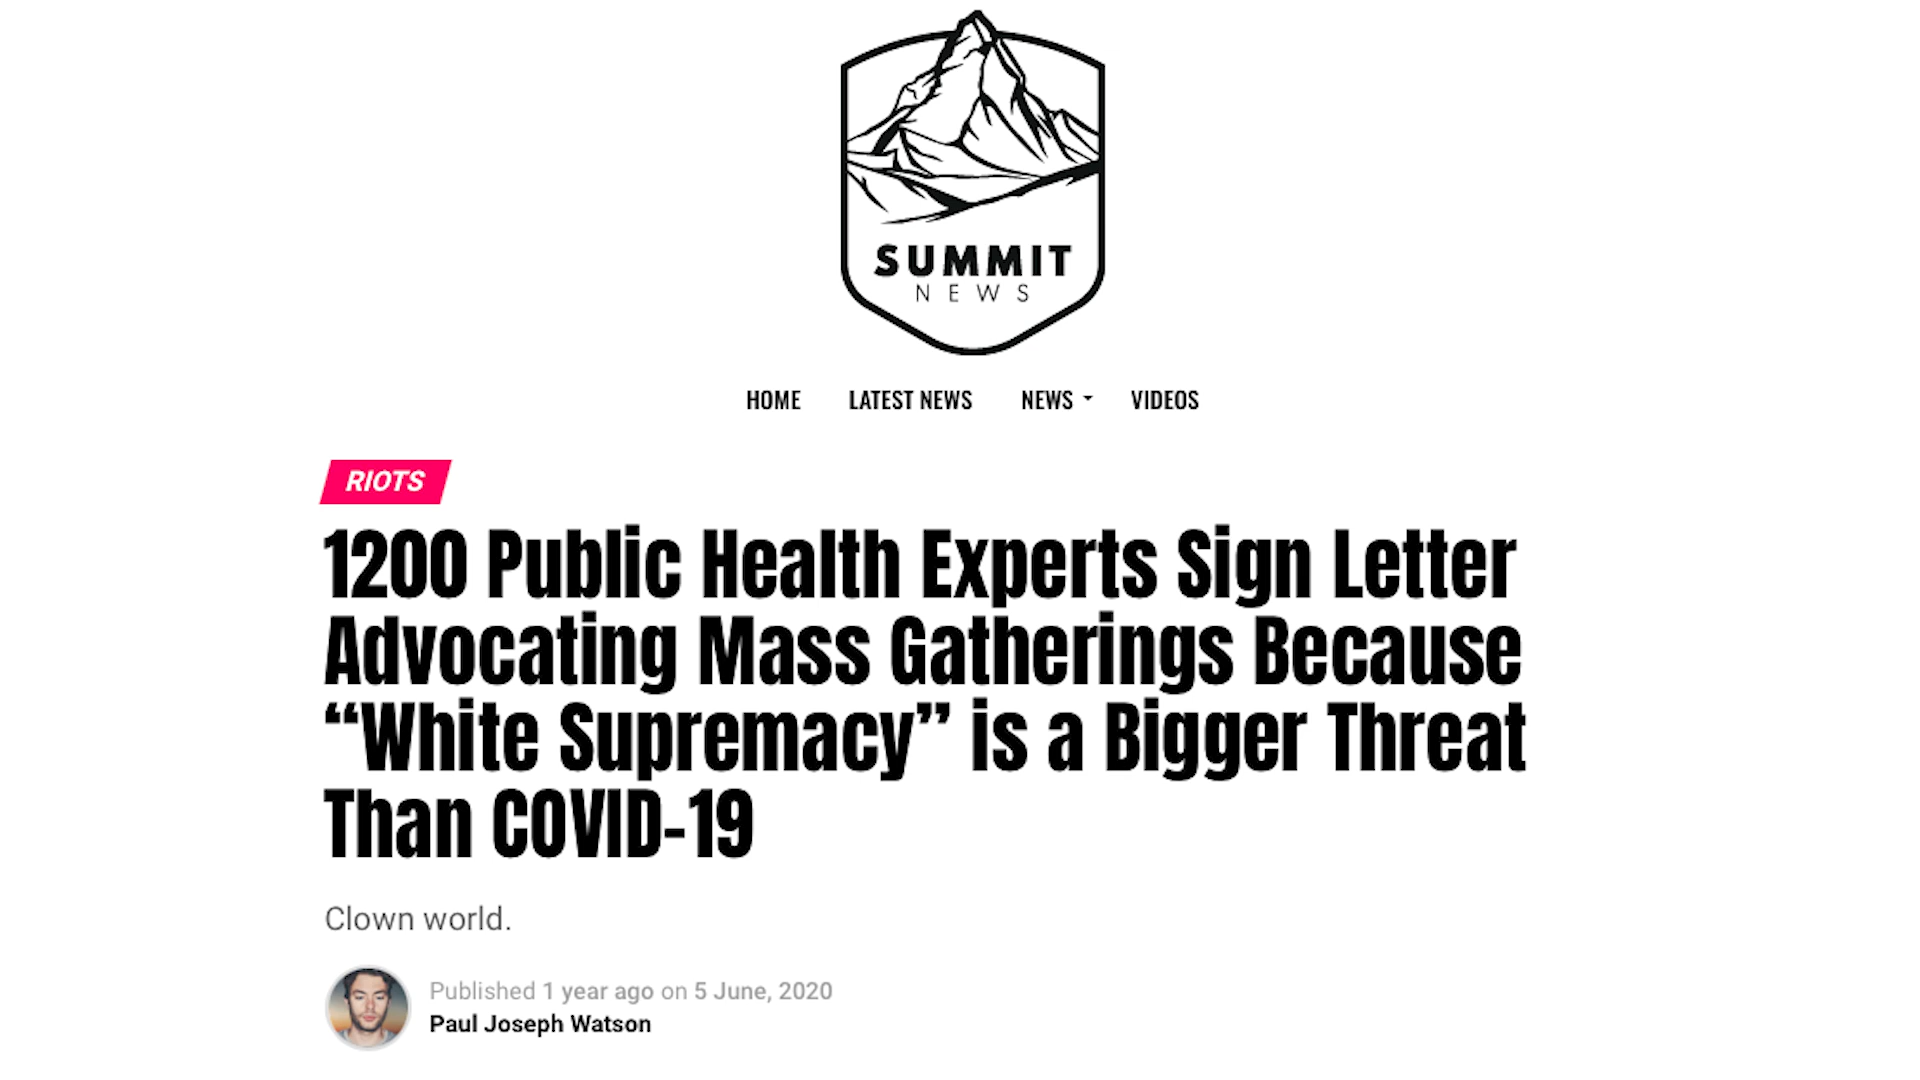 SUMMIT
NEWS
HOME LATEST NEWS NEWS VIDEOS
RIOTS
1200 Public Health Experts Sign Letter
Advocating Mass Gatherings Because
“White Supremacy” is a Bigger Threat
Than COVID-19
Clown world.
Published 1 year ago on 5 June, 2020
Paul Joseph Watson